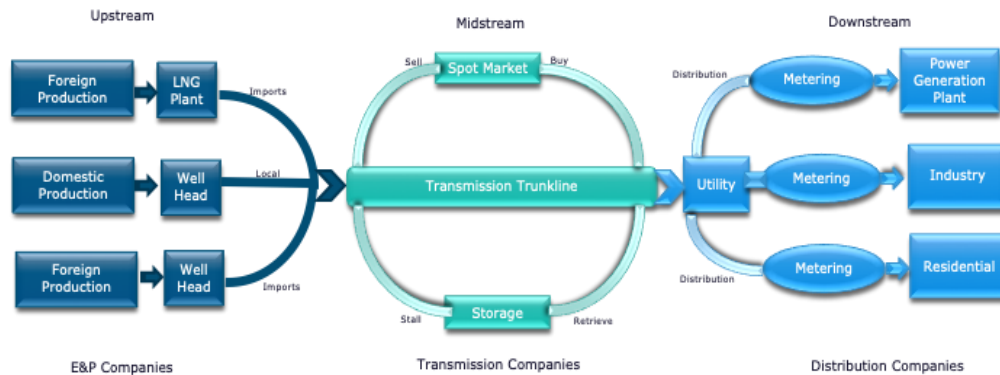 Upstream
Midstream
Downstream
Foreign
Production
LNG
Plant
Imports
Domestic
Production
Well
Head
Local
Foreign
Production
Well
Head
Imports
Sell
Spot Market
Buy
Transmission Trunkline
Stall
Storage
Retrieve
Utility
Distribution
Metering
Power
Generation
Plant
Metering
Industry
Distribution
Metering
Residential
E&P Companies
Transmission Companies
Distribution Companies